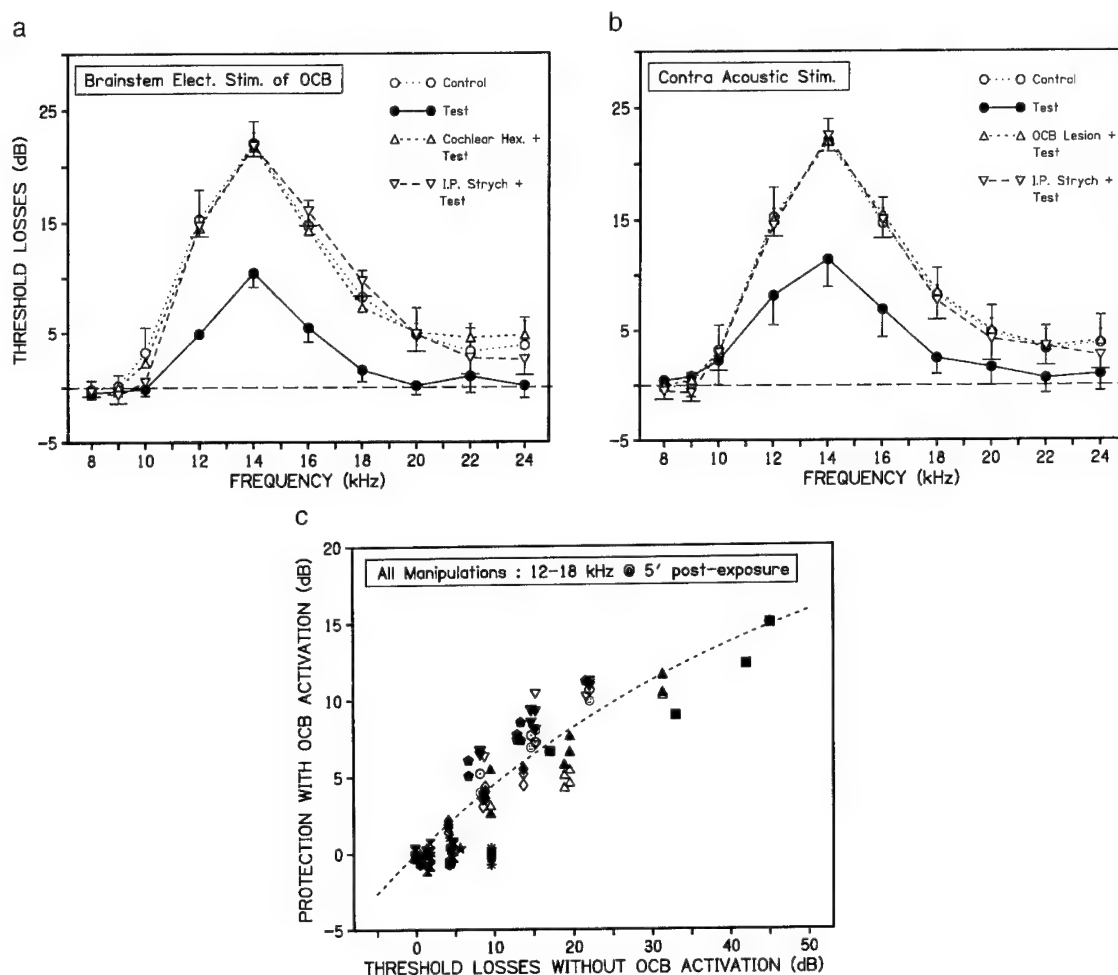 a
Brainstem Elect. Stim. of OCB
Control
Test
Cochlear Hex. +
Test
I.P. Strych +
Test
THRESHOLD LOSSES (dB)
25
15
5
-5
8 10 12 14 16 18 20 22 24
FREQUENCY (kHz)
b
Contra Acoustic Stim.
Control
Test
OCB Lesion +
Test
I.P. Strych +
Test
25
15
5
-5
8 10 12 14 16 18 20 22 24
FREQUENCY (kHz)
c
All Manipulations : 12-18 kHz @ 5' post-exposure
PROTECTION WITH OCB ACTIVATION (dB)
20
15
10
5
0
-5
0 10 20 30 40 50
THRESHOLD LOSSES WITHOUT OCB ACTIVATION (dB)